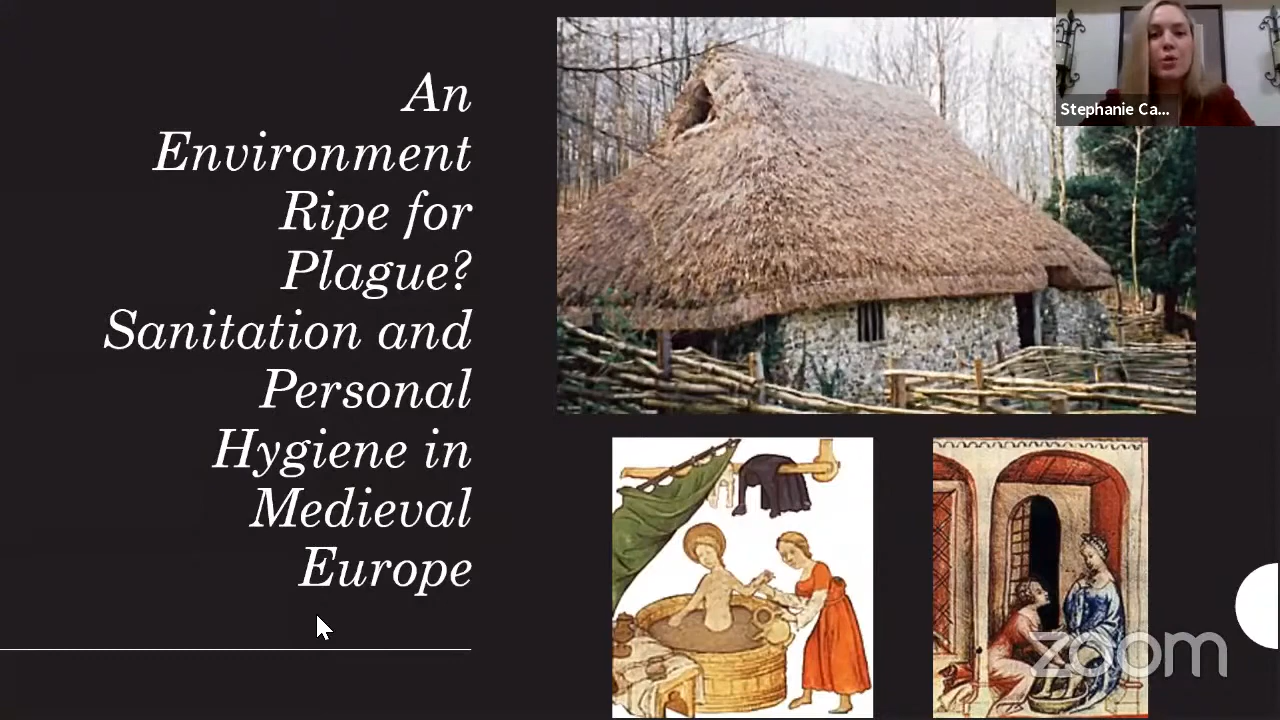 An
Environment
Ripe for
Plague?
Sanitation and
Personal
Hygiene in
Medieval
Europe
Stephanie Ca...
zoom